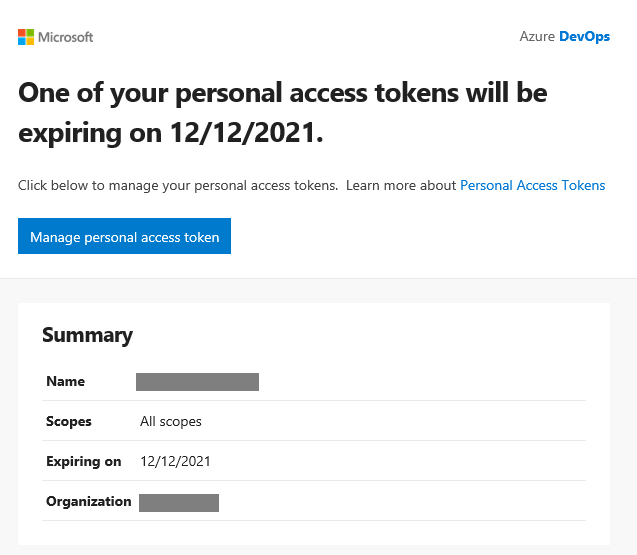 Microsoft
Azure DevOps
One of your personal access tokens will be
expiring on 12/12/2021.
Click below to manage your personal access tokens.  Learn more about Personal Access Tokens
Manage personal access token
Summary
Name
Scopes All scopes
Expiring on 12/12/2021
Organization